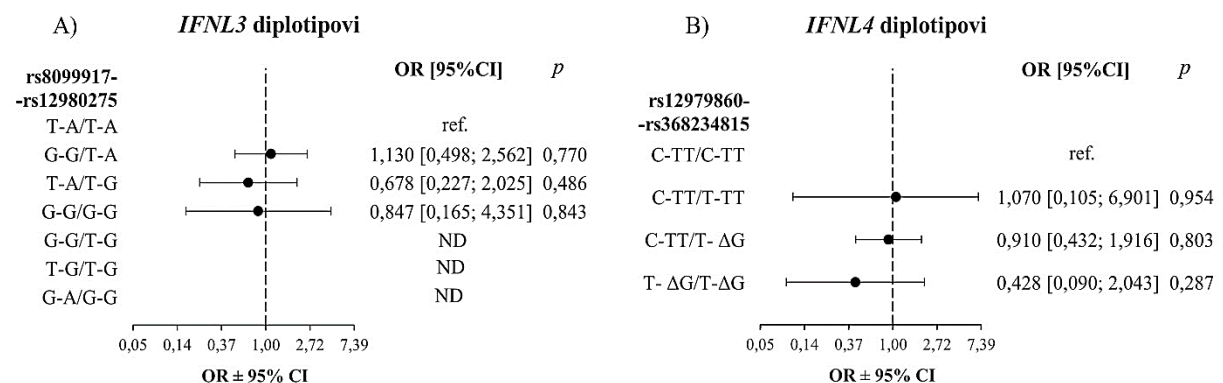 A) IFNL3 diplotipovi
OR [95%CI] p
rs8099917-
-rs12980275
T-A/T-A ref.
G-G/T-A 1,130 [0,498; 2,562] 0,770
T-A/T-G 0,678 [0,227; 2,025] 0,486
G-G/G-G 0,847 [0,165; 4,351] 0,843
G-G/T-G ND
T-G/T-G ND
G-A/G-G ND
0,05 0,14 0,37 1,00 2,72 7,39
OR ± 95% CI
B) IFNL4 diplotipovi
OR [95%CI] p
rs12979860-
-rs368234815
C-TT/C-TT ref.
C-TT/T-TT 1,070 [0,105; 6,901] 0,954
C-TT/T- ΔG 0,910 [0,432; 1,916] 0,803
T- ΔG/T-ΔG 0,428 [0,090; 2,043] 0,287
0,05 0,14 0,37 1,00 2,72 7,39
OR ± 95% CI